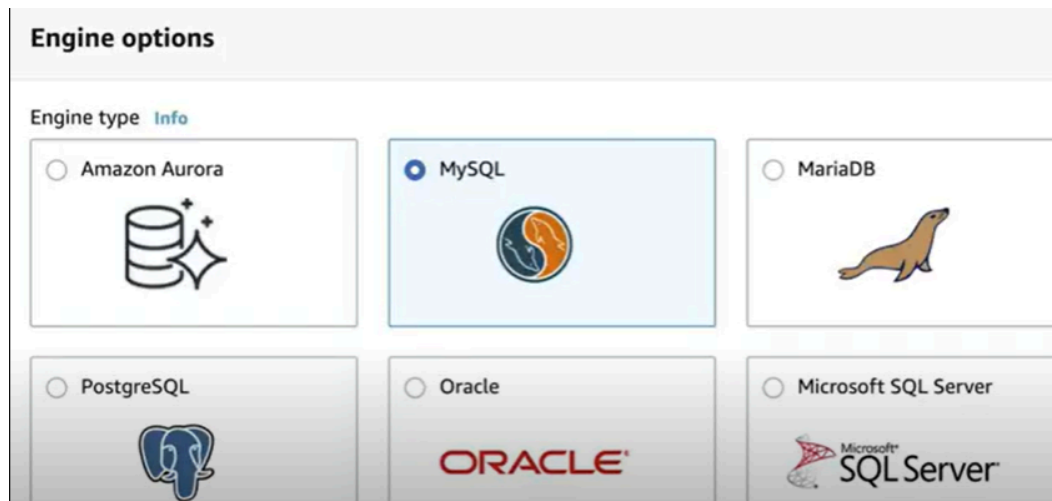 Engine options
Engine type Info
Amazon Aurora
MySQL
MariaDB
PostgreSQL
Oracle
Microsoft SQL Server
ORACLE
Microsoft
SQL Server